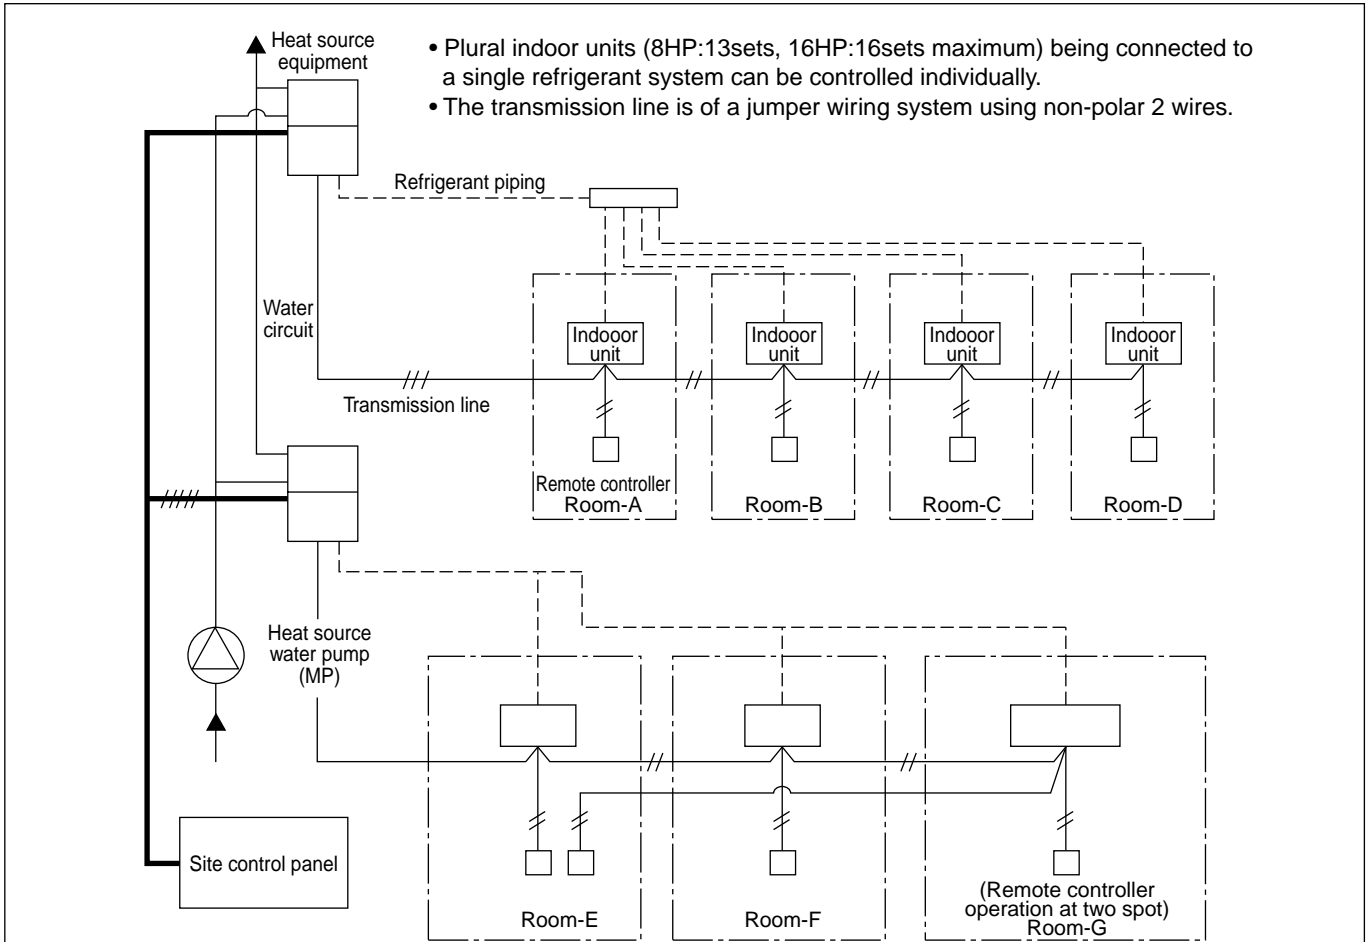 Heat source
equipment
• Plural indoor units (8HP:13sets, 16HP:16sets maximum) being connected to
a single refrigerant system can be controlled individually.
• The transmission line is of a jumper wiring system using non-polar 2 wires.
Refrigerant piping
Water
circuit
Indooor
unit
Indooor
unit
Indooor
unit
Indooor
unit
Transmission line
Remote controller
Room-A
Room-B
Room-C
Room-D
Heat source
water pump
(MP)
Site control panel
Room-E
Room-F
(Remote controller
operation at two spot)
Room-G